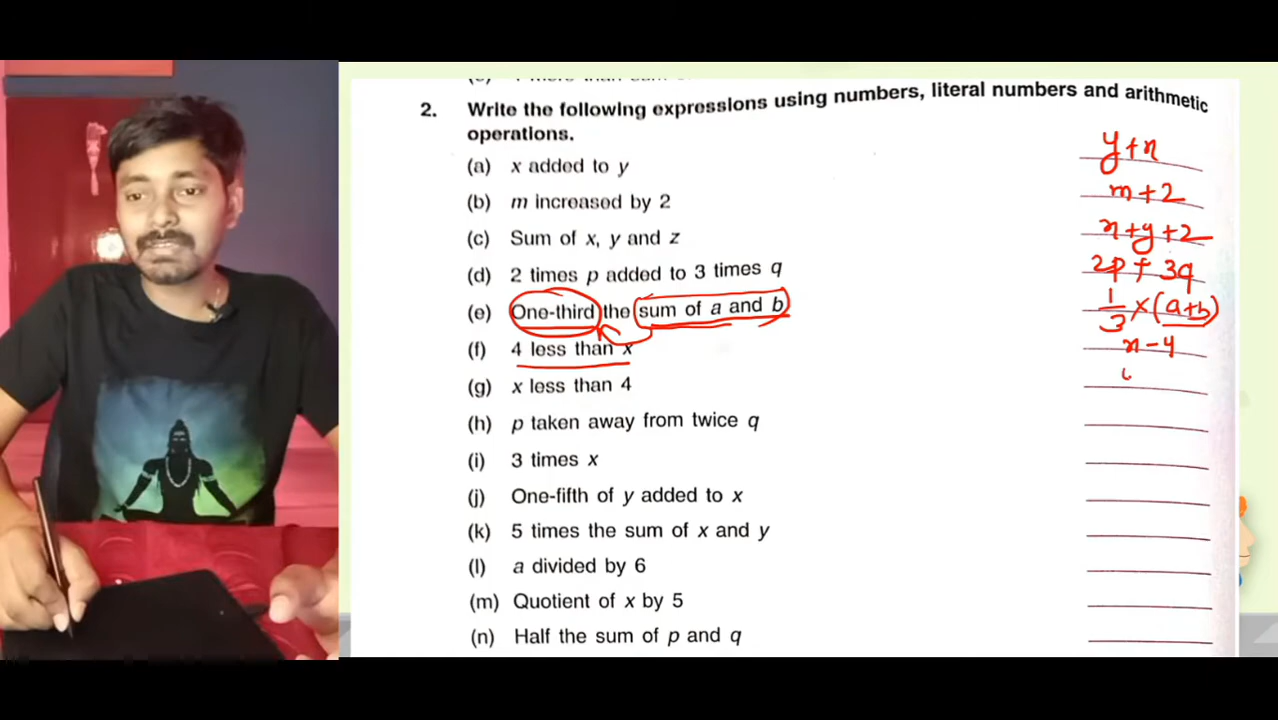 2. Write the following expressions using numbers, literal numbers and arithmetic
operations.
(a) x added to y y+x
(b) m increased by 2 m+2
(c) Sum of x, y and z x+y+z
(d) 2 times p added to 3 times q 2p + 3q
(e) One-third the sum of a and b 1/3 ×(a+b)
(f) 4 less than x x-4
(g) x less than 4
(h) p taken away from twice q
(i) 3 times x
(j) One-fifth of y added to x
(k) 5 times the sum of x and y
(l) a divided by 6
(m) Quotient of x by 5
(n) Half the sum of p and q